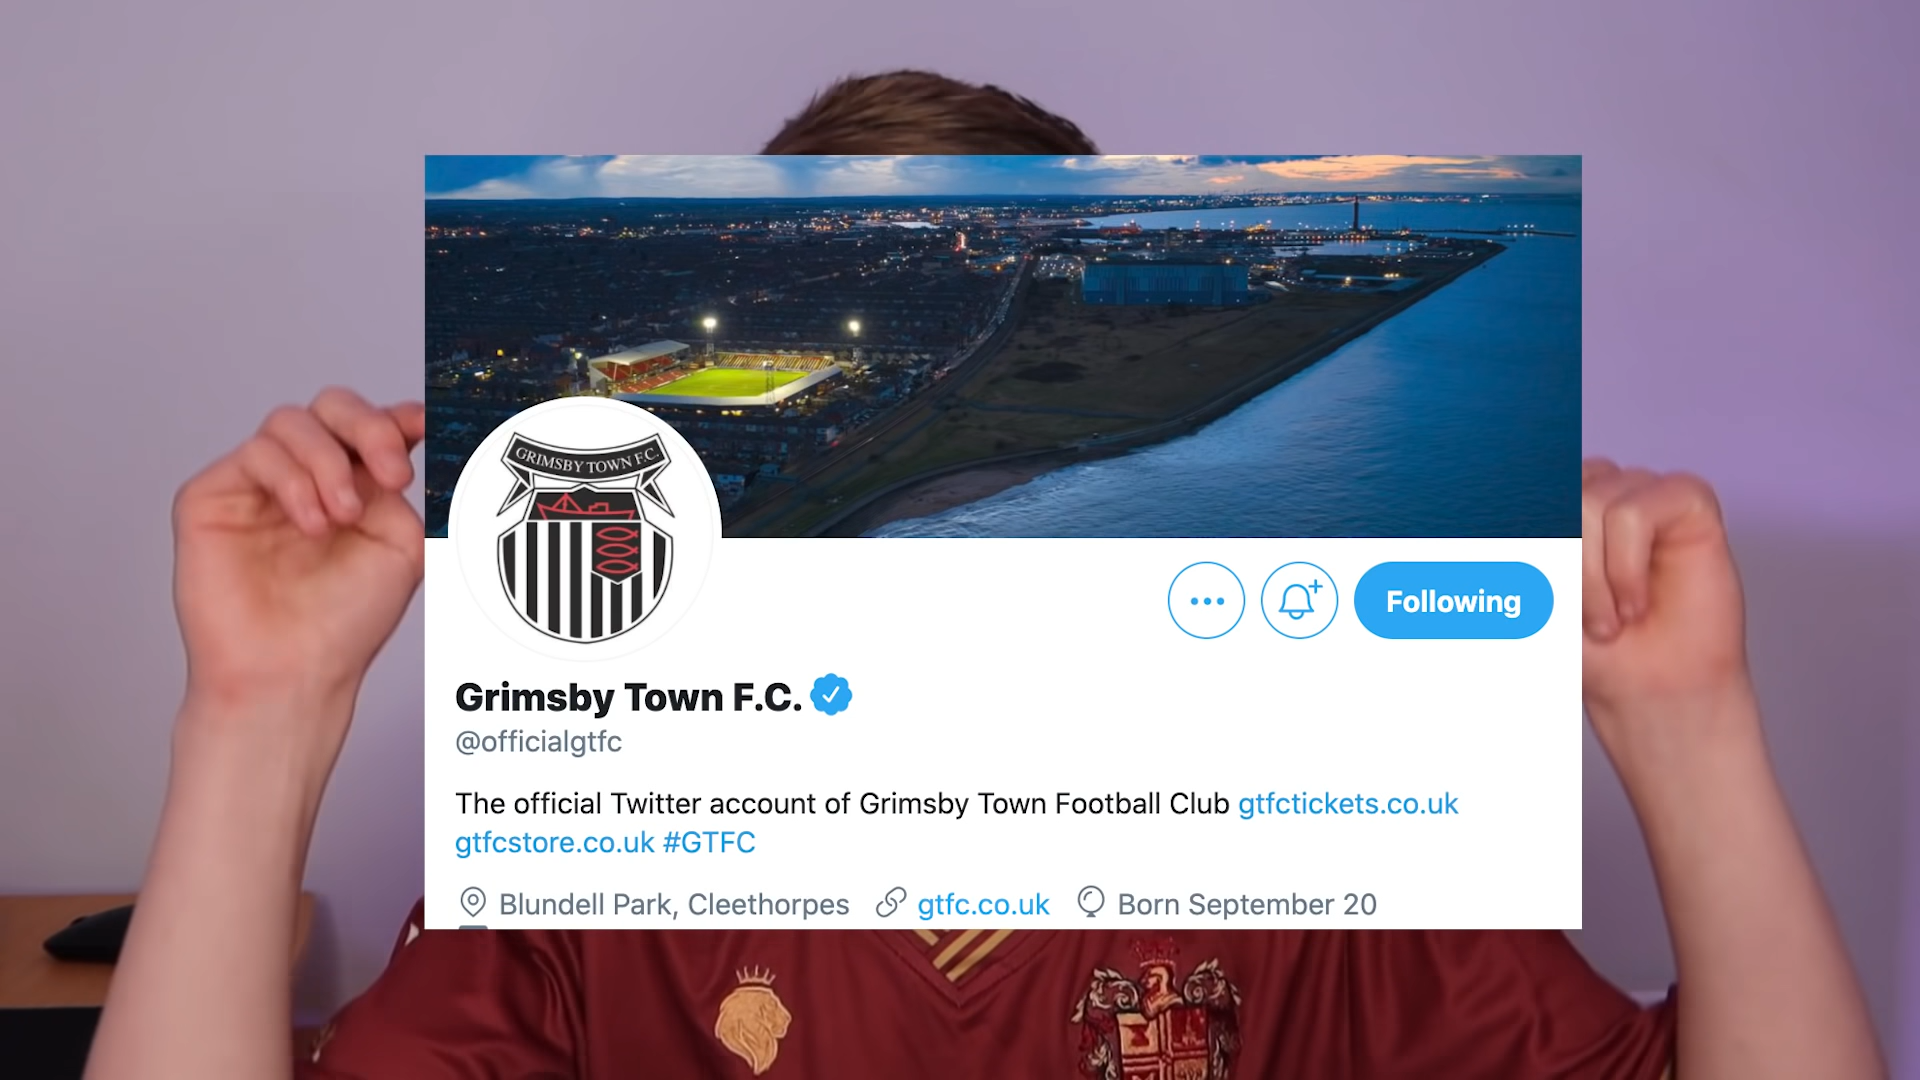 GRIMSBY TOWN F.C.
Following
Grimsby Town F.C.
@officialgtfc
The official Twitter account of Grimsby Town Football Club gtfctickets.co.uk
gtfcstore.co.uk #GTFC
Blundell Park, Cleethorpes gtfc.co.uk Born September 20